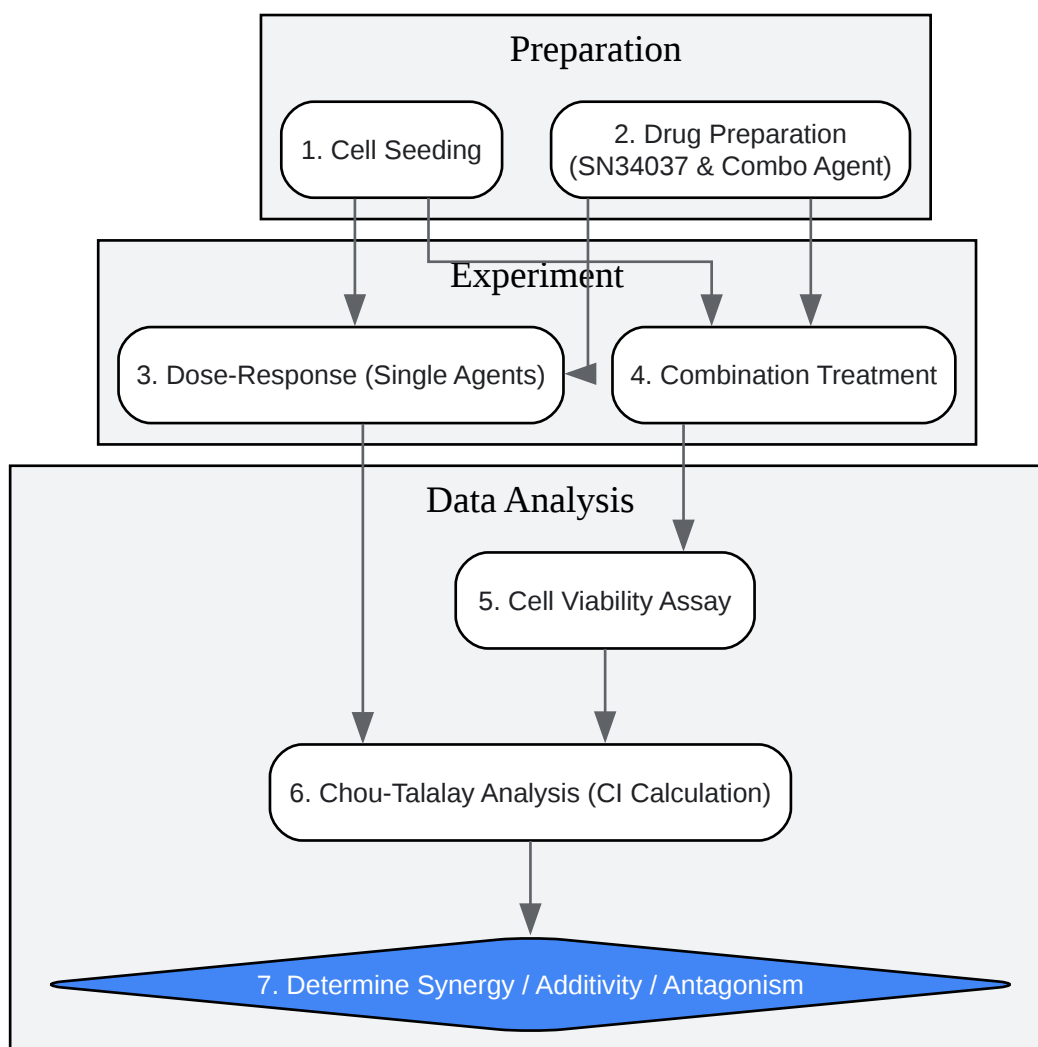 Preparation
1. Cell Seeding
2. Drug Preparation
(SN34037 & Combo Agent)
Experiment
3. Dose-Response (Single Agents)
4. Combination Treatment
Data Analysis
5. Cell Viability Assay
6. Chou-Talalay Analysis (CI Calculation)
7. Determine Synergy / Additivity / Antagonism